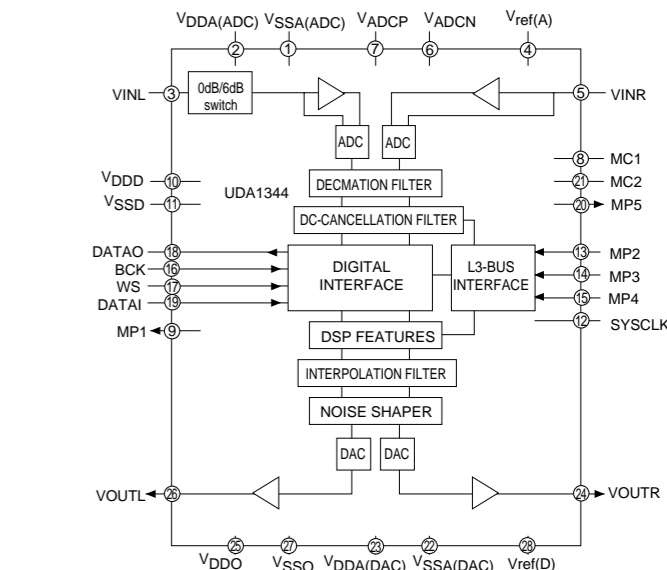 VDDA(ADC) VSSA(ADC) VADCP VADCN Vref(A)
2 1 7 6 4
VINL 3 0dB/6dB switch 5 VINR
ADC ADC
8 MC1
VDDD 10 DECMATION FILTER 21 MC2
UDA1344
VSSD 11 20 MP5
DC-CANCELLATION FILTER
DATAO 18 13 MP2
BCK 16 DIGITAL INTERFACE L3-BUS INTERFACE 14 MP3
WS 17
DATAI 19 15 MP4
MP1 9 12 SYSCLK
DSP FEATURES
INTERPOLATION FILTER
NOISE SHAPER
DAC DAC
VOUTL 26 24 VOUTR
25 27 23 22 28
VDDO VSSO VDDA(DAC) VSSA(DAC) Vref(D)